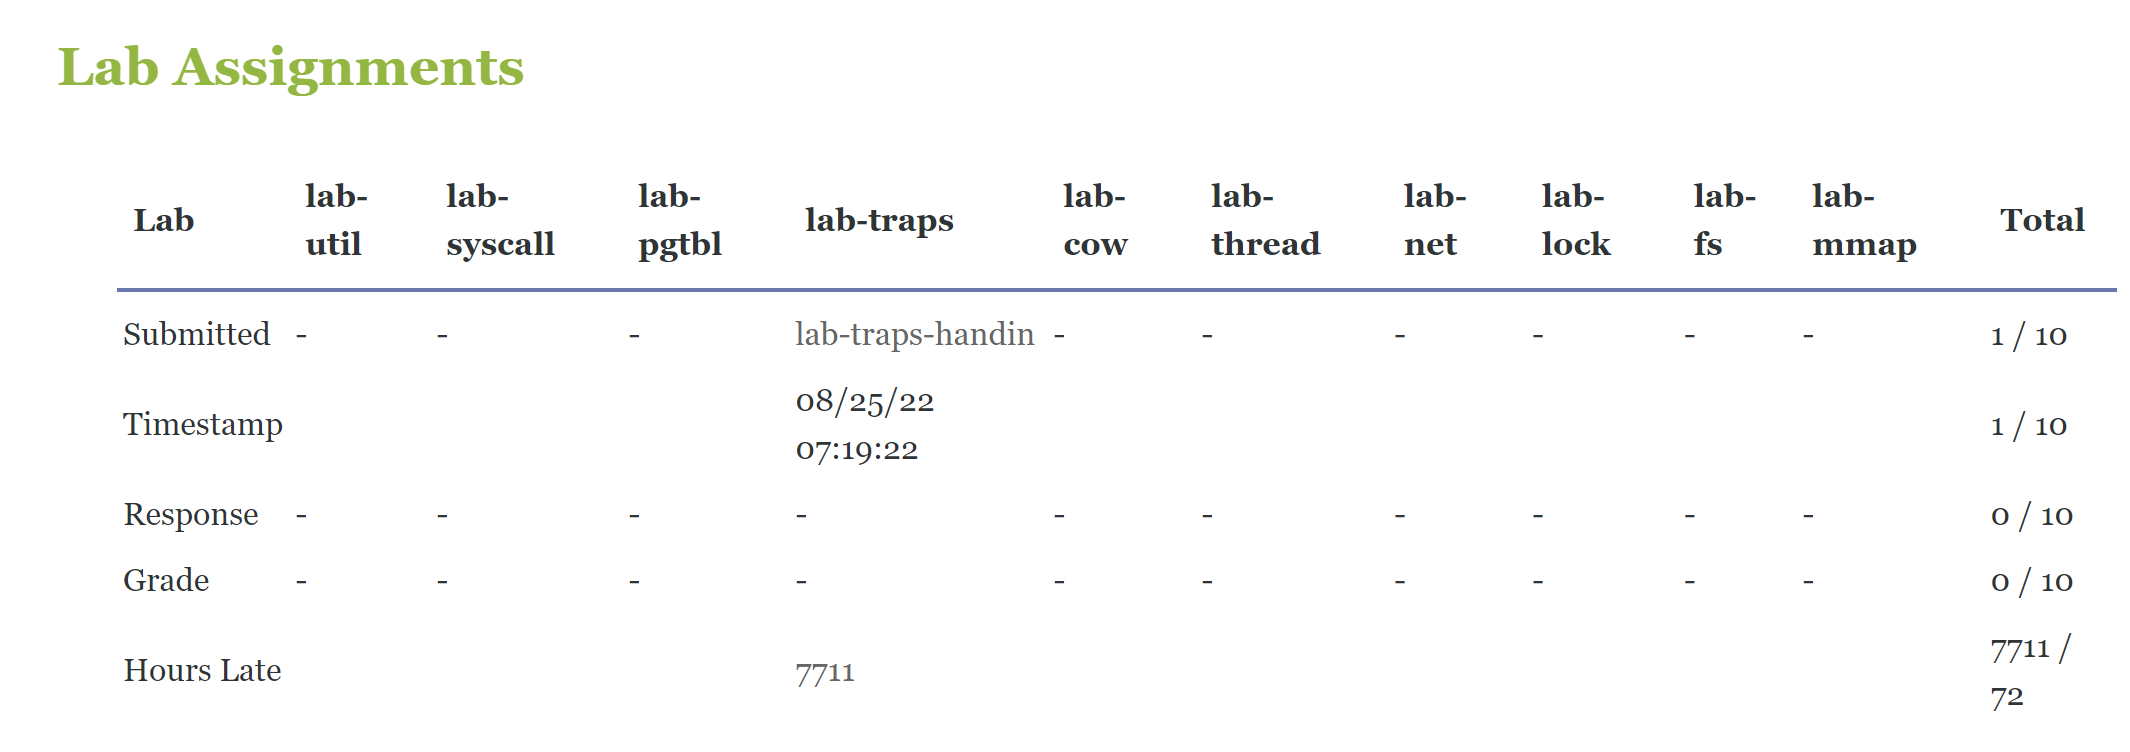 Lab Assignments
Lab lab-util lab-syscall lab-pgtbl lab-traps lab-cow lab-thread lab-net lab-lock lab-fs lab-mmap Total
Submitted - - - lab-traps-handin - - - - - - 1 / 10
Timestamp 08/25/22 07:19:22 1 / 10
Response - - - - - - - - - - 0 / 10
Grade - - - - - - - - - - 0 / 10
Hours Late 7711 7711 / 72